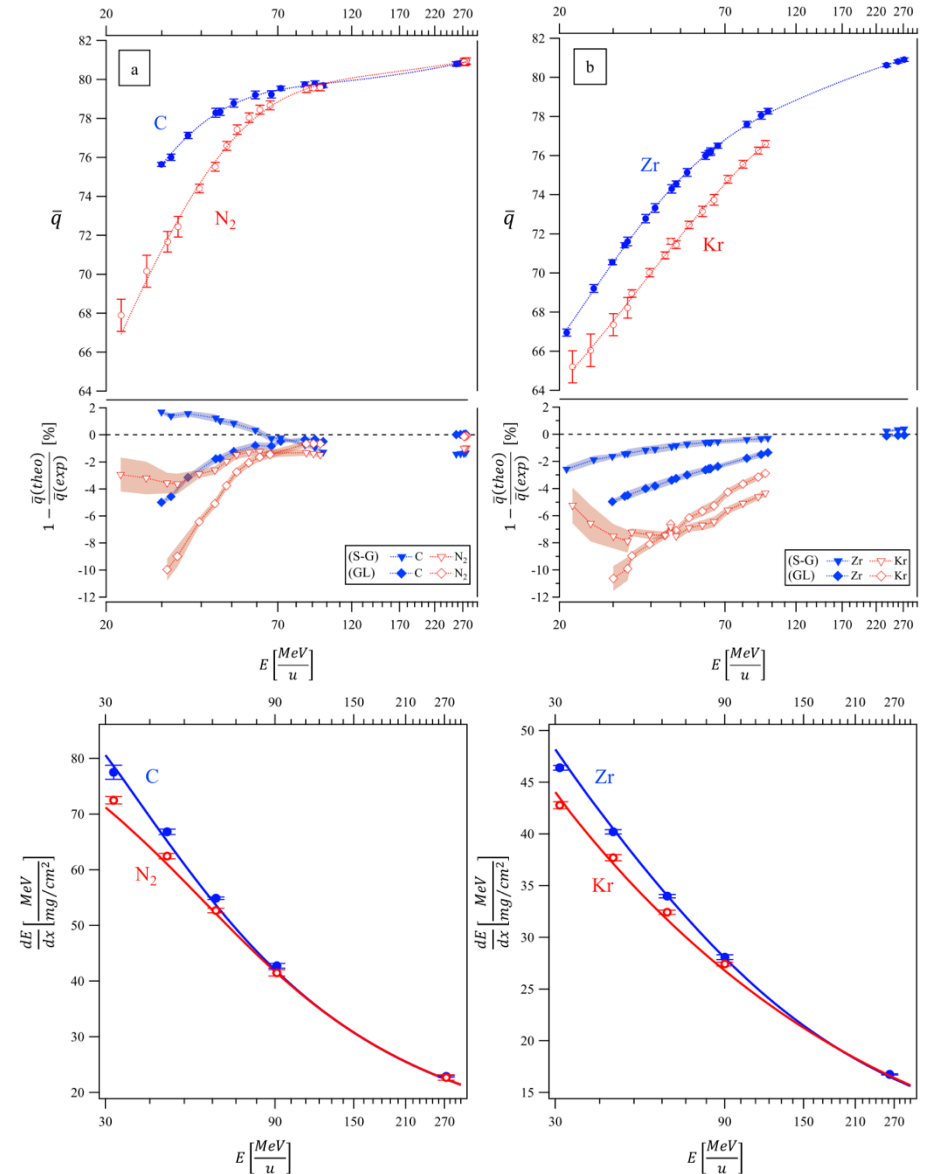 20 70 120 170 220 270
20 70 120 170 220 270
82
80
78
76
74
72
70
68
66
64
q̄
a
C
N₂
82
80
78
76
74
72
70
68
66
64
q̄
b
Zr
Kr
2
0
-2
-4
-6
-8
-10
-12
1 − q̄(theo)/q̄(exp) [%]
(S-G) C N₂
(GL) C N₂
2
0
-2
-4
-6
-8
-10
-12
1 − q̄(theo)/q̄(exp) [%]
(S-G) Zr Kr
(GL) Zr Kr
20 70 120 170 220 270
20 70 120 170 220 270
E [MeV/u]
E [MeV/u]
30 90 150 210 270
30 90 150 210 270
80
70
60
50
40
30
20
dE/dx [MeV/mg/cm²]
C
N₂
50
45
40
35
30
25
20
15
dE/dx [MeV/mg/cm²]
Zr
Kr
30 90 150 210 270
30 90 150 210 270
E [MeV/u]
E [MeV/u]